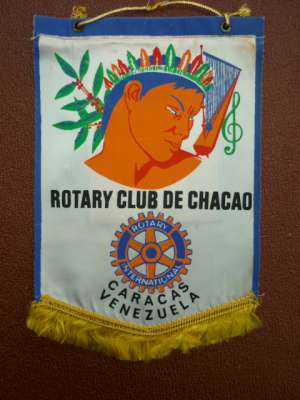 ROTARY CLUB DE CHACAO
ROTARY
INTERNATIONAL
CARACAS
VENEZUELA